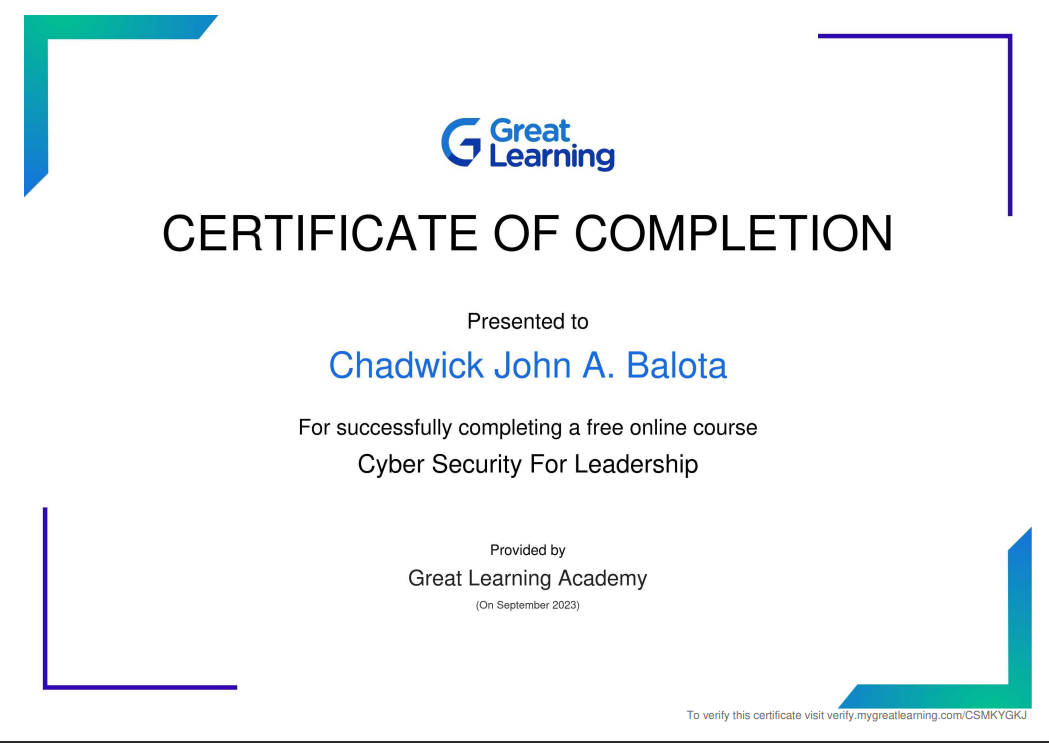 Great
Learning
CERTIFICATE OF COMPLETION
Presented to
Chadwick John A. Balota
For successfully completing a free online course
Cyber Security For Leadership
Provided by
Great Learning Academy
(On September 2023)
To verify this certificate visit verify.mygreatlearning.com/CSMKYGKJ